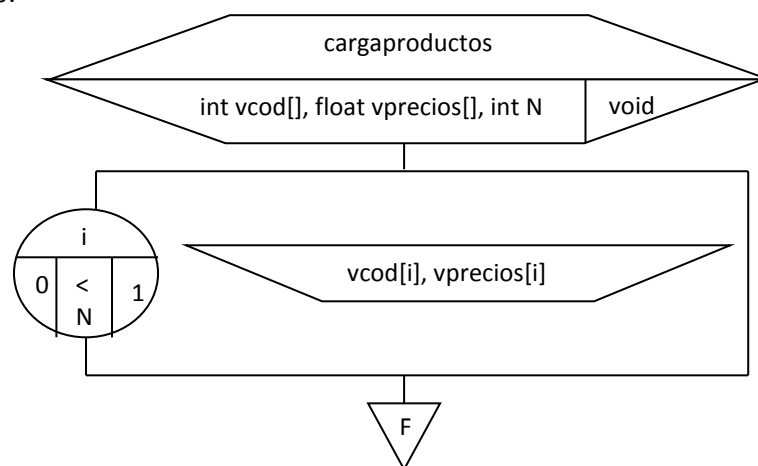 cargaproductos
int vcod[], float vprecios[], int N
void
i
0
<
1
N
vcod[i], vprecios[i]
F